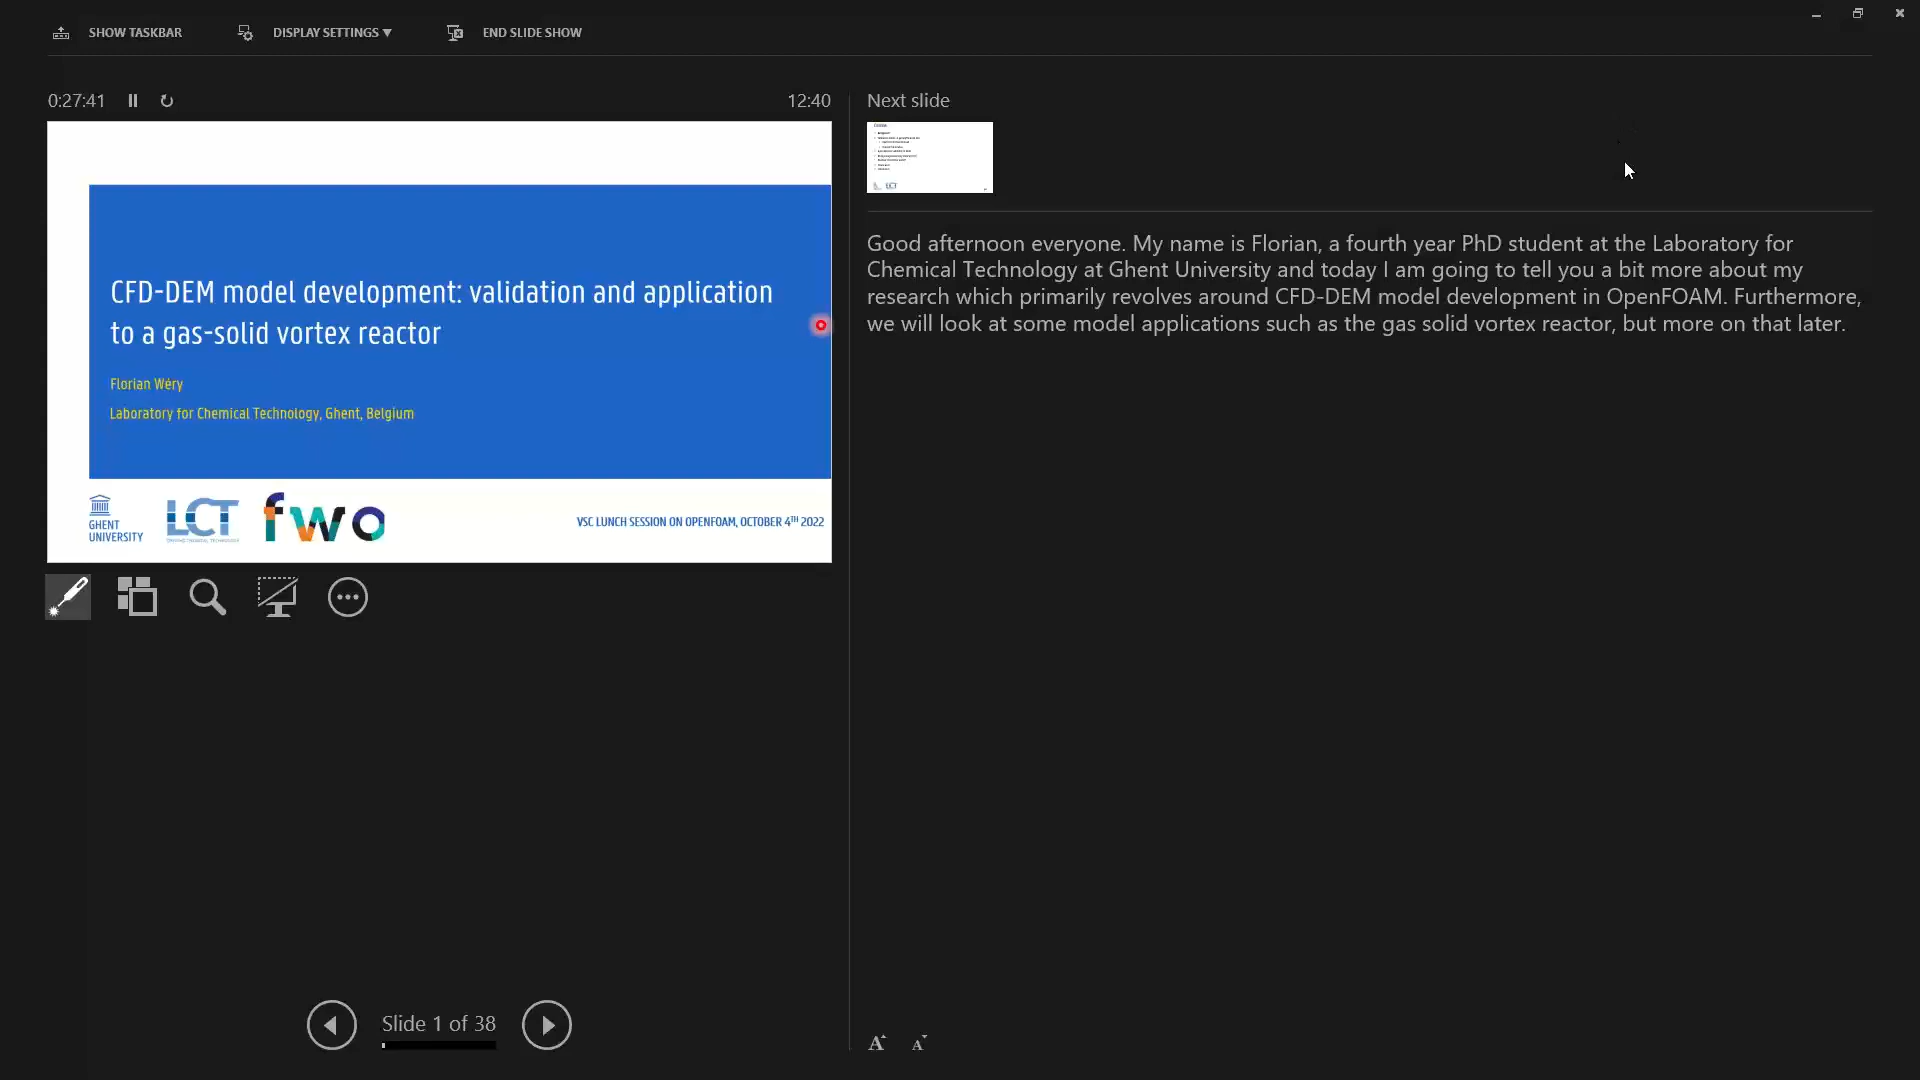 SHOW TASKBAR
DISPLAY SETTINGS ▼
END SLIDE SHOW
0:27:41
12:40
CFD-DEM model development: validation and application
to a gas-solid vortex reactor
Florian Wéry
Laboratory for Chemical Technology, Ghent, Belgium
GHENT
UNIVERSITY
LCT
fwo
VSC LUNCH SESSION ON OPENFOAM, OCTOBER 4TH 2022
Slide 1 of 38
Next slide
LCT
Good afternoon everyone. My name is Florian, a fourth year PhD student at the Laboratory for
Chemical Technology at Ghent University and today I am going to tell you a bit more about my
research which primarily revolves around CFD-DEM model development in OpenFOAM. Furthermore,
we will look at some model applications such as the gas solid vortex reactor, but more on that later.
A
A